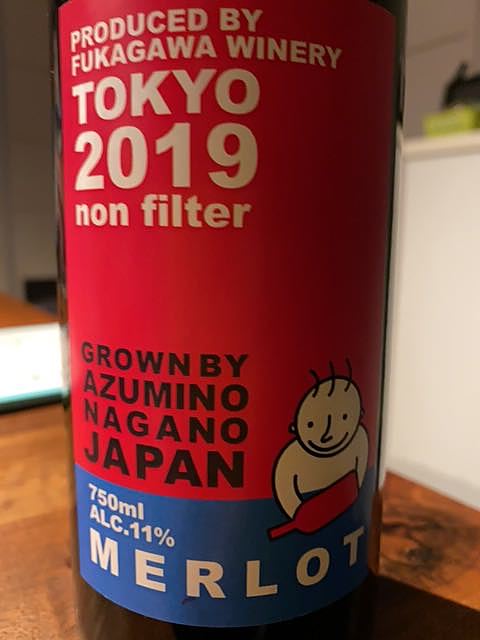 PRODUCED BY
FUKAGAWA WINERY
TOKYO
2019
non filter
GROWN BY
AZUMINO
NAGANO
JAPAN
750ml
ALC.11%
MERLOT